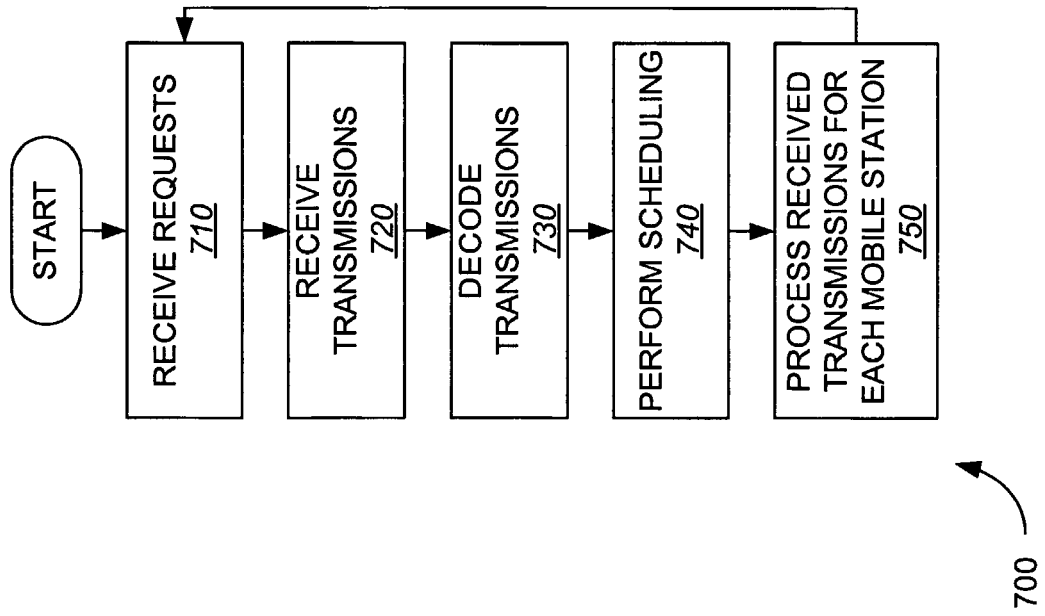 START
RECEIVE REQUESTS
710
RECEIVE
TRANSMISSIONS
720
DECODE
TRANSMISSIONS
730
PERFORM SCHEDULING
740
PROCESS RECEIVED
TRANSMISSIONS FOR
EACH MOBILE STATION
750
700